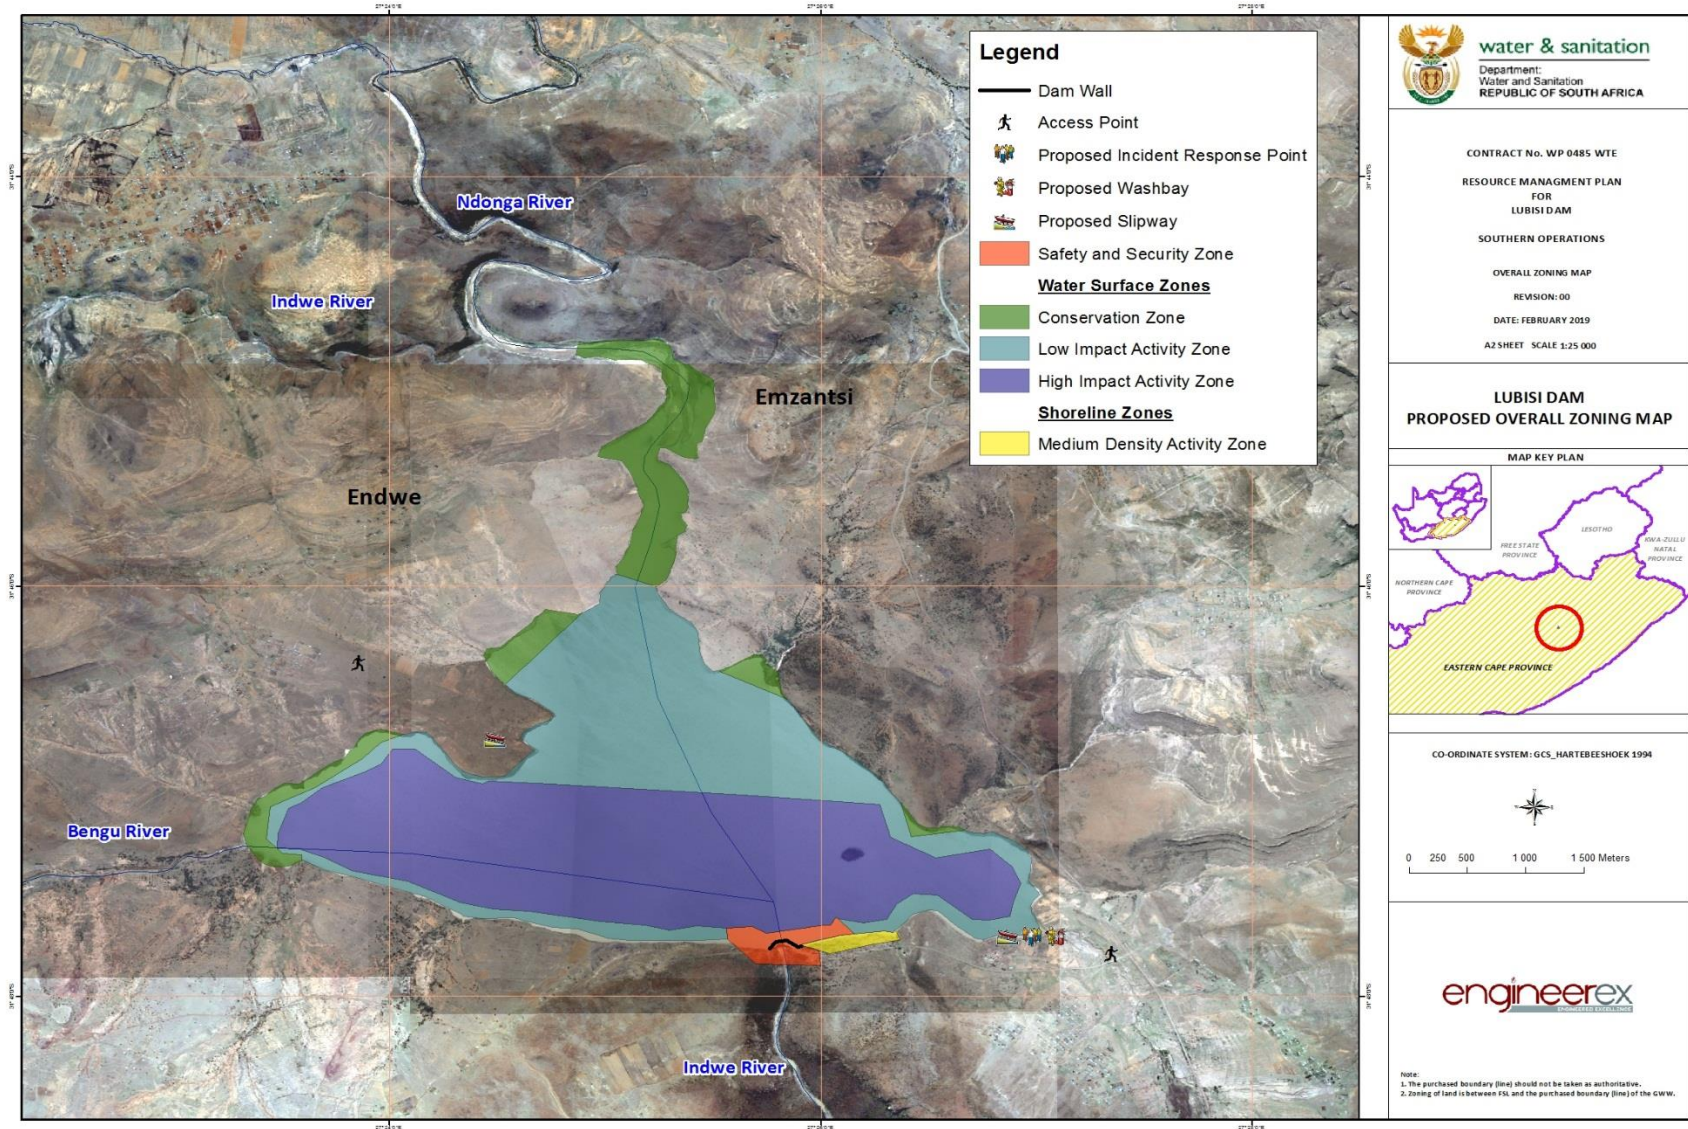 Legend
Dam Wall
Access Point
Proposed Incident Response Point
Proposed Washbay
Proposed Slipway
Safety and Security Zone
Water Surface Zones
Conservation Zone
Low Impact Activity Zone
High Impact Activity Zone
Shoreline Zones
Medium Density Activity Zone
Ndonga River
Indwe River
Emzantsi
Endwe
Bengu River
Indwe River
water & sanitation
Department:
Water and Sanitation
REPUBLIC OF SOUTH AFRICA
CONTRACT No. WP 0485 WTE
RESOURCE MANAGMENT PLAN
FOR
LUBISI DAM
SOUTHERN OPERATIONS
OVERALL ZONING MAP
REVISION: 00
DATE: FEBRUARY 2019
A2 SHEET SCALE 1:25 000
LUBISI DAM
PROPOSED OVERALL ZONING MAP
MAP KEY PLAN
LESOTHO
FREE STATE
PROVINCE
KWA-ZULLU
NATAL
PROVINCE
NORTHERN CAPE
PROVINCE
EASTERN CAPE PROVINCE
CO-ORDINATE SYSTEM: GCS_HARTEBEESHOEK 1994
0 250 500 1 000 1 500 Meters
engineerex
ENGINEERED EXCELLENCE
Note:
1. The purchased boundary (line) should not be taken as authoritative.
2. Zoning of land is between FSL and the purchased boundary (line) of the GWW.